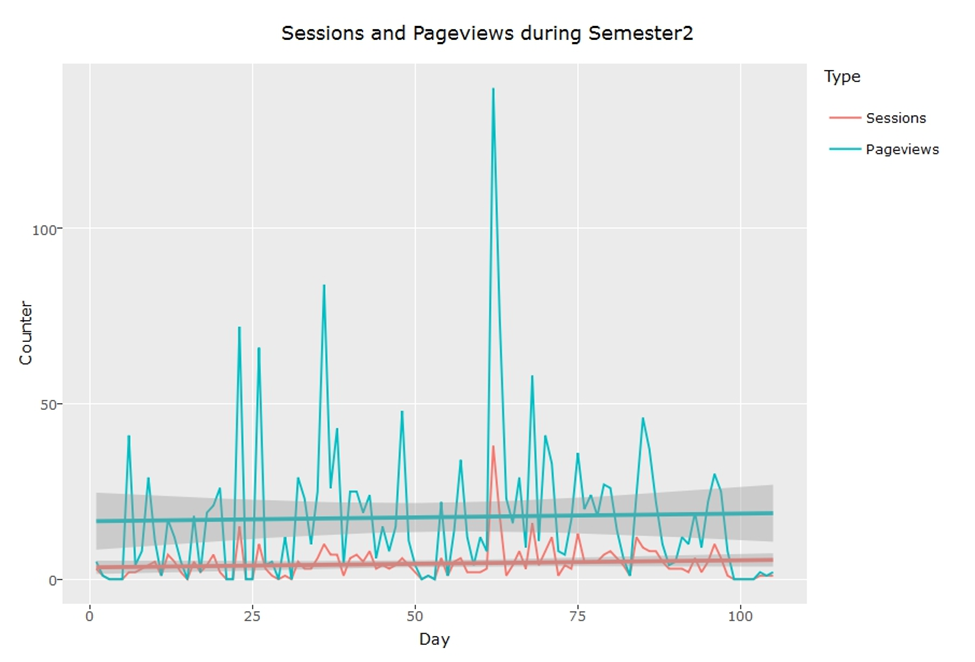 Sessions and Pageviews during Semester2
Type
Sessions
Pageviews
Counter
100
50
0
0 25 50 75 100
Day